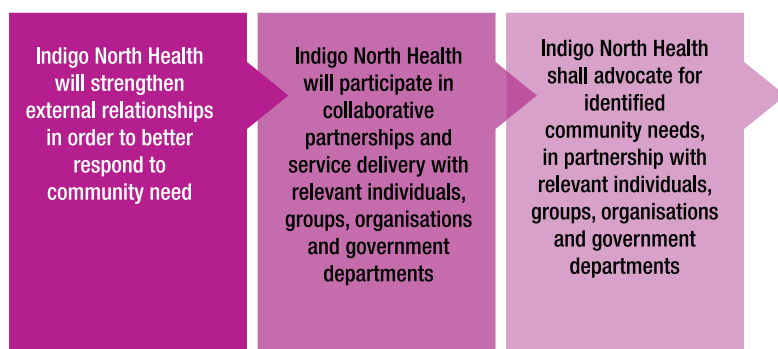 Indigo North Health
will strengthen
external relationships
in order to better
respond to
community need
Indigo North Health
will participate in
collaborative
partnerships and
service delivery with
relevant individuals,
groups, organisations
and government
departments
Indigo North Health
shall advocate for
identified
community needs,
in partnership with
relevant individuals,
groups, organisations
and government
departments